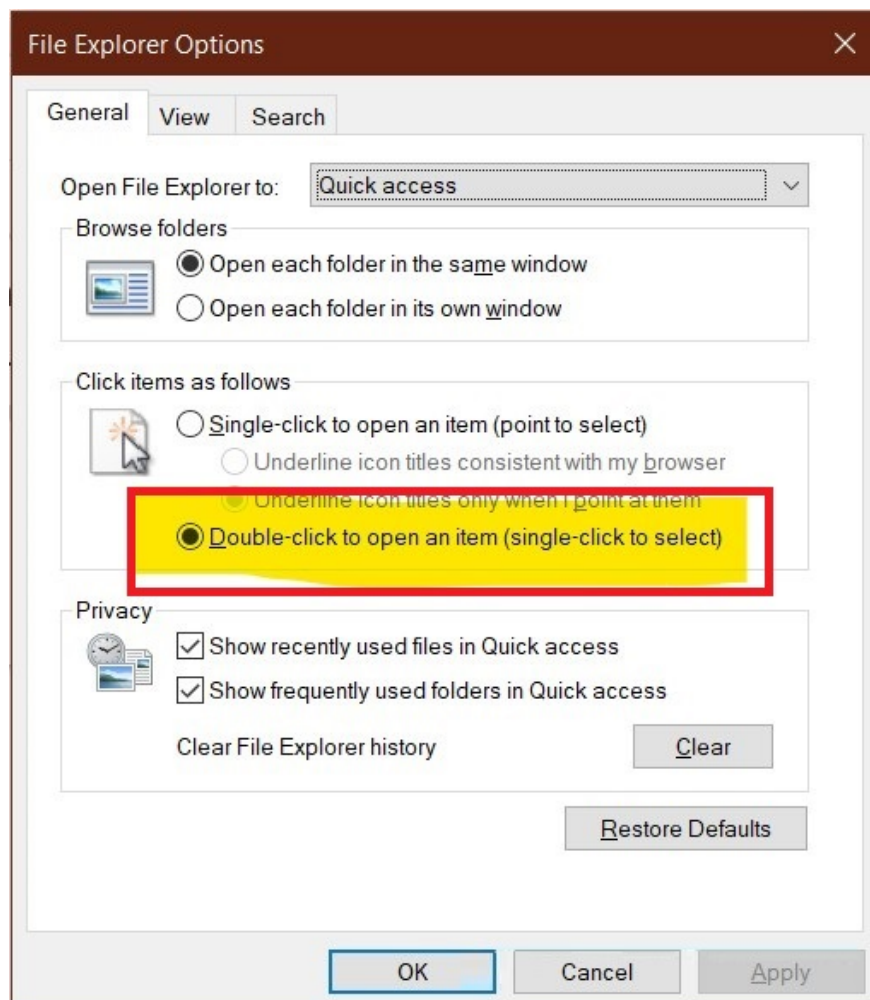 File Explorer Options
General View Search
Open File Explorer to: Quick access
Browse folders
Open each folder in the same window
Open each folder in its own window
Click items as follows
Single-click to open an item (point to select)
Underline icon titles consistent with my browser
Underline icon titles only when I point at them
Double-click to open an item (single-click to select)
Privacy
Show recently used files in Quick access
Show frequently used folders in Quick access
Clear File Explorer history Clear
Restore Defaults
OK Cancel Apply